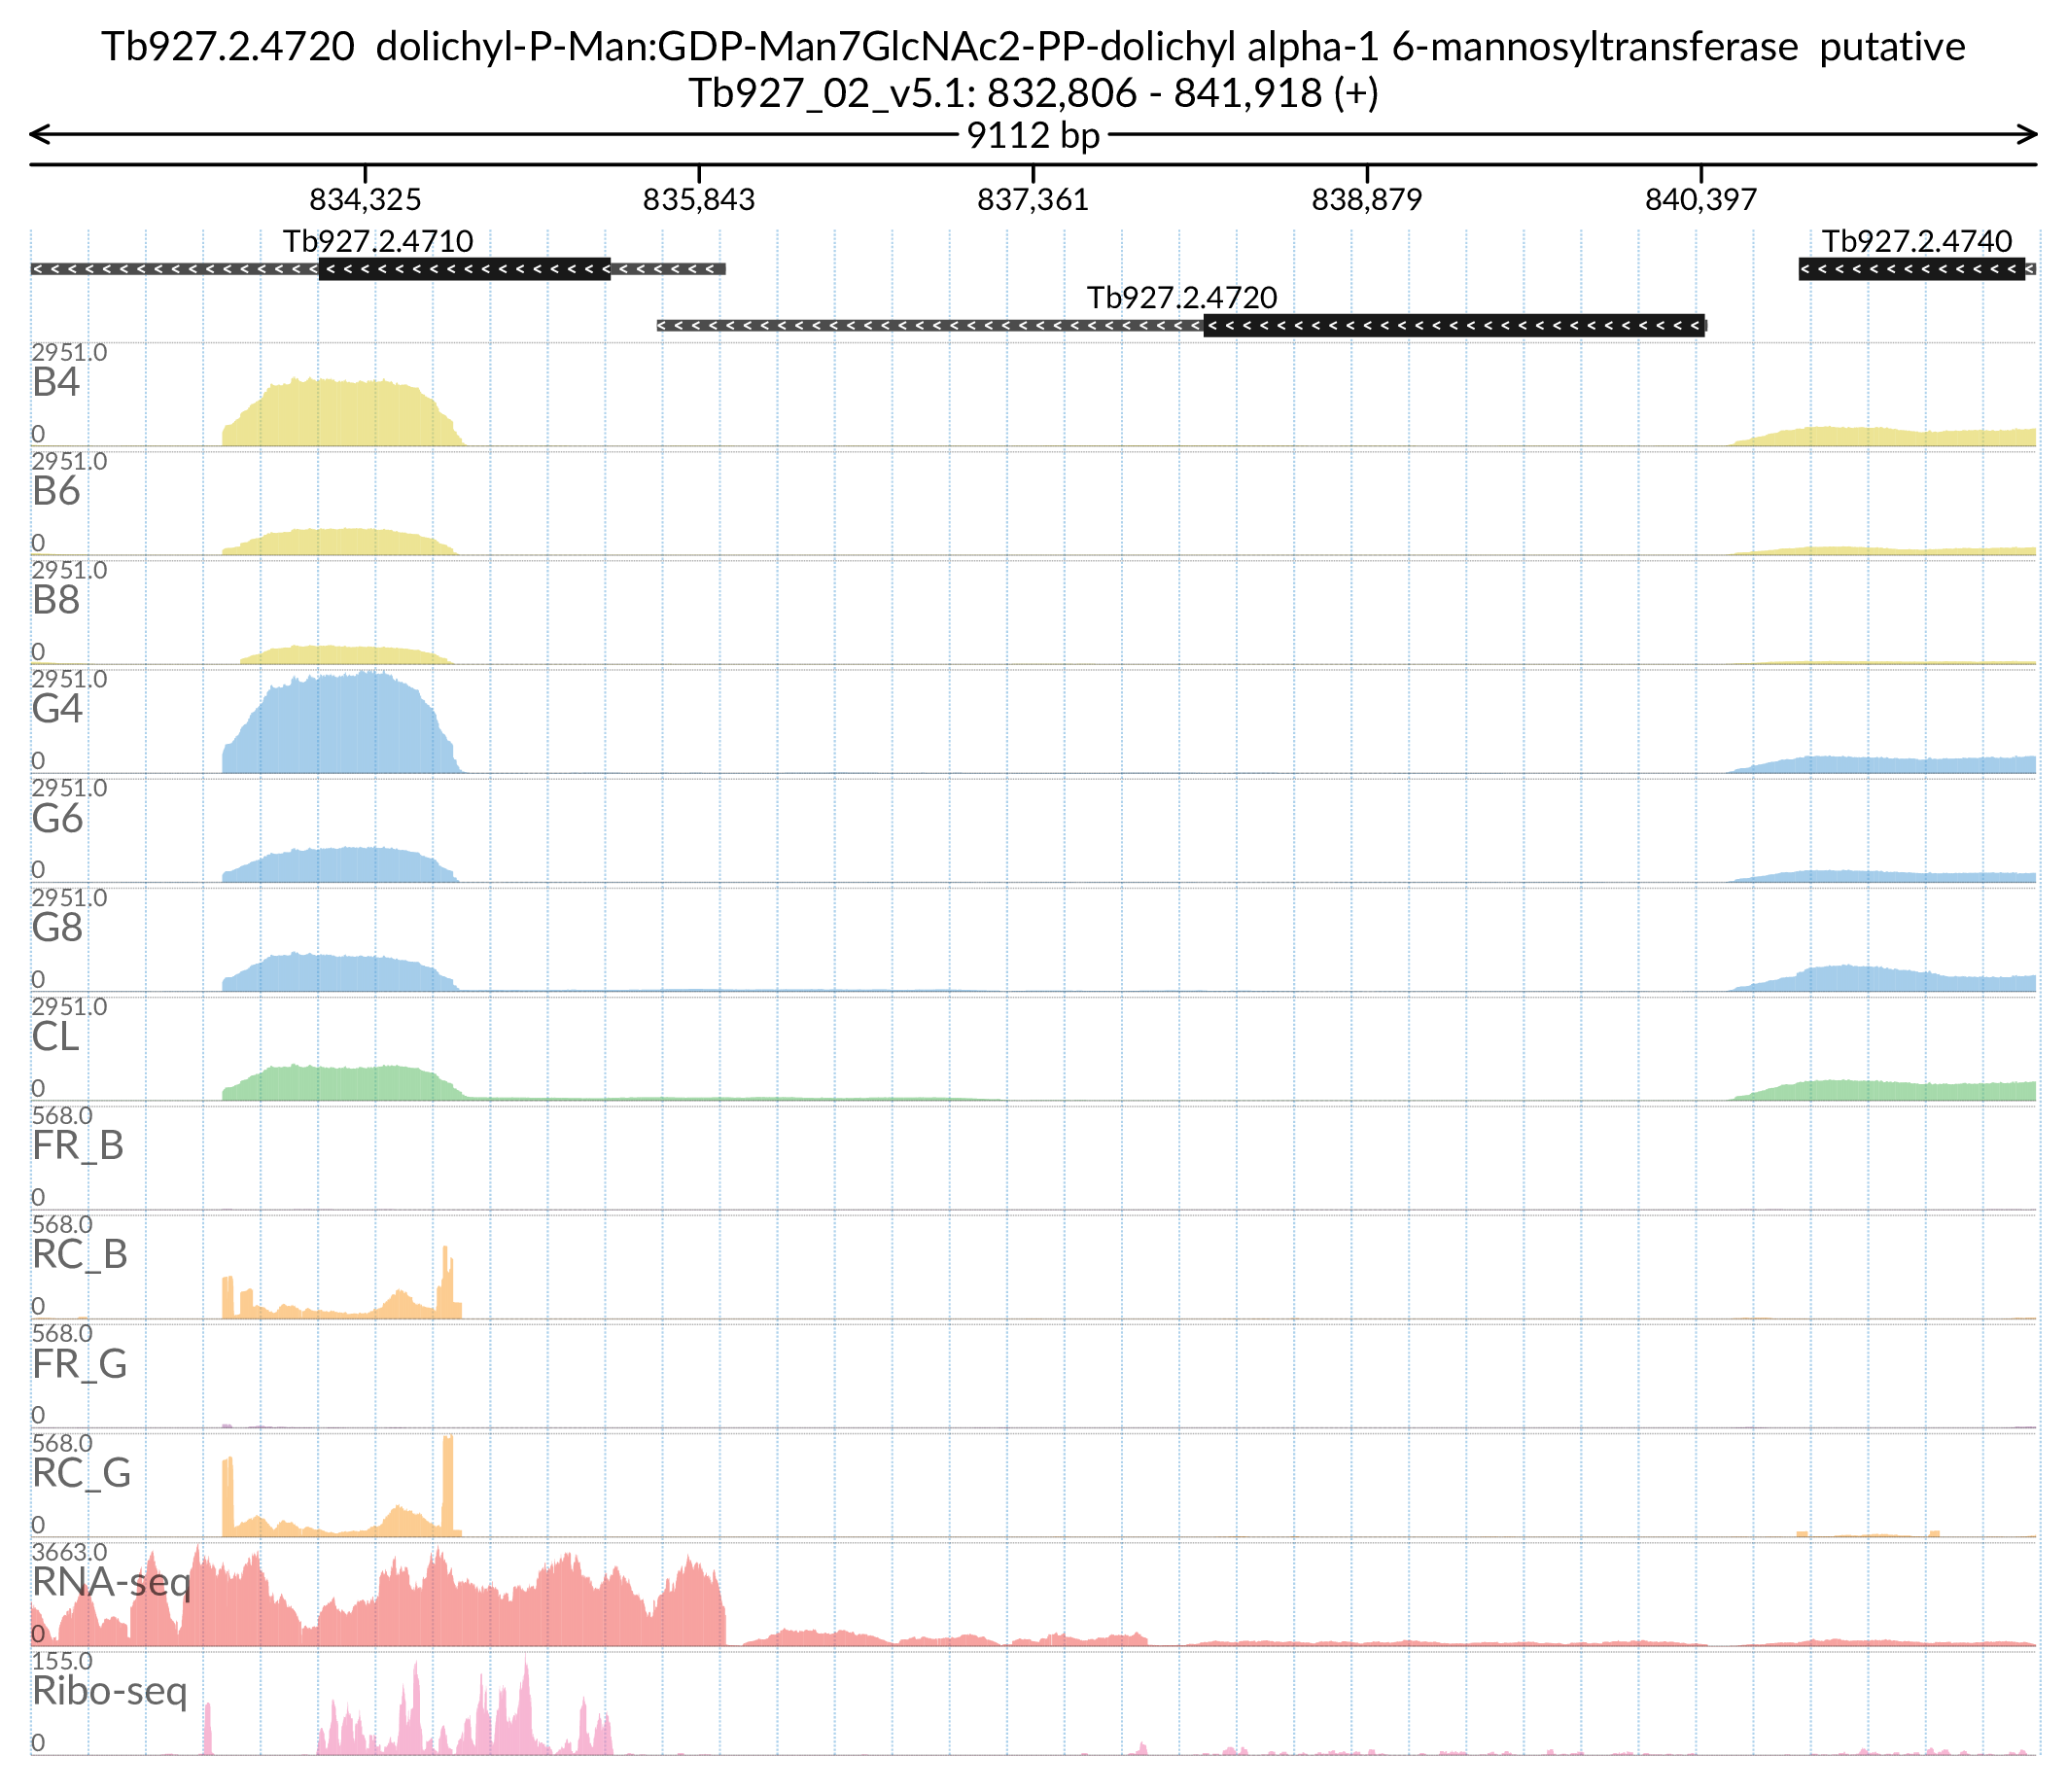 Tb927.2.4720 dolichyl-P-Man:GDP-Man7GlcNAc2-PP-dolichyl alpha-1 6-mannosyltransferase putative
Tb927_02_v5.1: 832,806 - 841,918 (+)
9112 bp
834,325 835,843 837,361 838,879 840,397
Tb927.2.4710 Tb927.2.4740
Tb927.2.4720
2951.0
B4
0
2951.0
B6
0
2951.0
B8
0
2951.0
G4
0
2951.0
G6
0
2951.0
G8
0
2951.0
CL
0
568.0
FR_B
0
568.0
RC_B
0
568.0
FR_G
0
568.0
RC_G
0
3663.0
RNA-seq
0
155.0
Ribo-seq
0